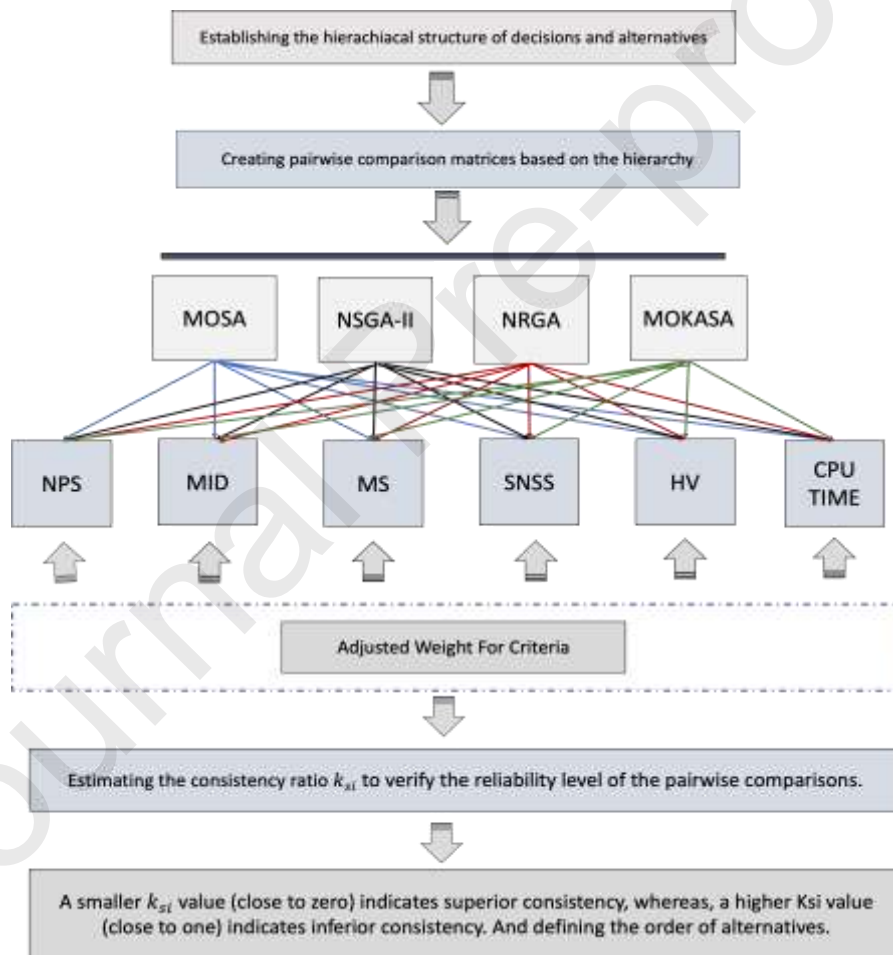 Establishing the hierachiacal structure of decisions and alternatives
Creating pairwise comparison matrices based on the hierarchy
MOSA NSGA-II NRGA MOKASA
NPS MID MS SNSS HV CPU
TIME
Adjusted Weight For Criteria
Estimating the consistency ratio k_si to verify the reliability level of the pairwise comparisons.
A smaller k_si value (close to zero) indicates superior consistency, whereas, a higher Ksi value
(close to one) indicates inferior consistency. And defining the order of alternatives.
ournal Pre-pro